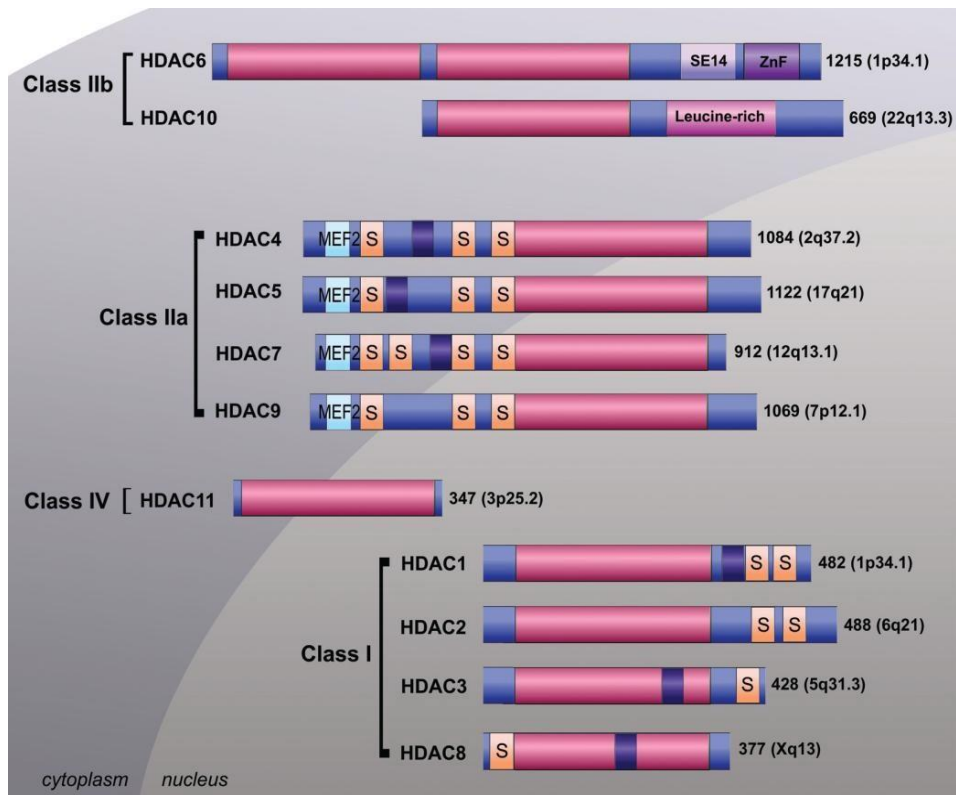 HDAC6 SE14 ZnF 1215 (1p34.1)
Class IIb
HDAC10 Leucine-rich 669 (22q13.3)
HDAC4 MEF2 S S S 1084 (2q37.2)
HDAC5 MEF2 S S S 1122 (17q21)
Class IIa
HDAC7 MEF2 S S S S 912 (12q13.1)
HDAC9 MEF2 S S S 1069 (7p12.1)
Class IV HDAC11 347 (3p25.2)
HDAC1 S S 482 (1p34.1)
HDAC2 S S 488 (6q21)
Class I
HDAC3 S 428 (5q31.3)
HDAC8 S 377 (Xq13)
cytoplasm nucleus